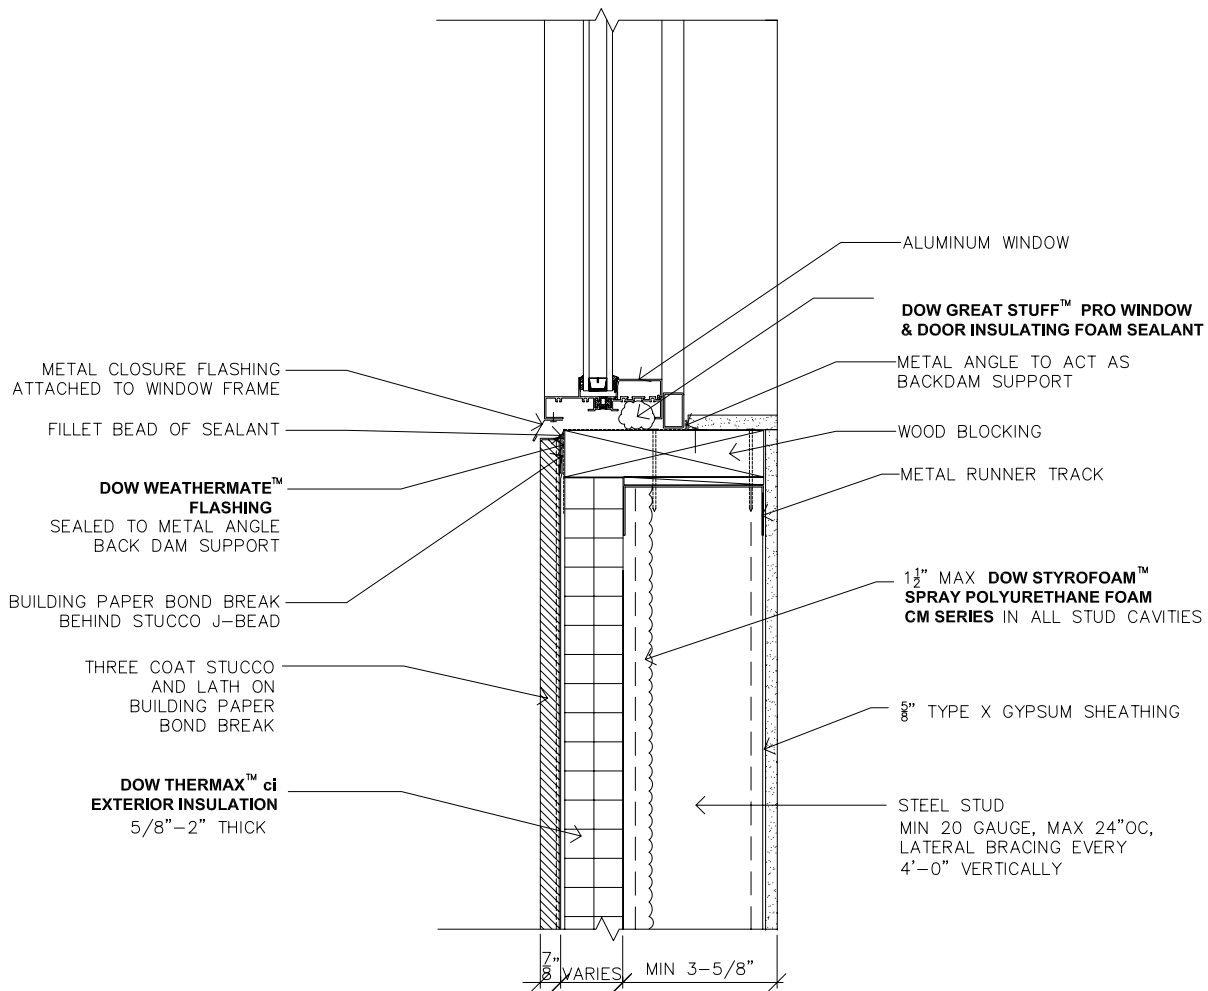 ALUMINUM WINDOW
DOW GREAT STUFF™ PRO WINDOW
& DOOR INSULATING FOAM SEALANT
METAL ANGLE TO ACT AS
BACKDAM SUPPORT
WOOD BLOCKING
METAL RUNNER TRACK
1½" MAX DOW STYROFOAM™
SPRAY POLYURETHANE FOAM
CM SERIES IN ALL STUD CAVITIES
⅝" TYPE X GYPSUM SHEATHING
STEEL STUD
MIN 20 GAUGE, MAX 24"OC,
LATERAL BRACING EVERY
4'-0" VERTICALLY
METAL CLOSURE FLASHING
ATTACHED TO WINDOW FRAME
FILLET BEAD OF SEALANT
DOW WEATHERMATE™
FLASHING
SEALED TO METAL ANGLE
BACK DAM SUPPORT
BUILDING PAPER BOND BREAK
BEHIND STUCCO J-BEAD
THREE COAT STUCCO
AND LATH ON
BUILDING PAPER
BOND BREAK
DOW THERMAX™ ci
EXTERIOR INSULATION
5/8"-2" THICK
⅞" VARIES MIN 3-5/8"